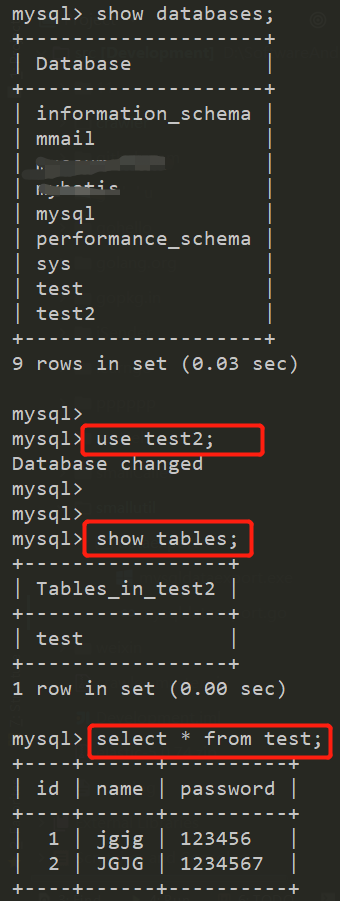 mysql> show databases;
+--------------------+
| Database           |
+--------------------+
| information_schema |
| mmail              |
|                    |
| mybatis            |
| mysql              |
| performance_schema |
| sys                |
| test               |
| test2              |
+--------------------+
9 rows in set (0.03 sec)
mysql>
mysql> use test2;
Database changed
mysql>
mysql>
mysql> show tables;
+-----------------+
| Tables_in_test2 |
+-----------------+
| test            |
+-----------------+
1 row in set (0.00 sec)
mysql> select * from test;
+----+------+----------+
| id | name | password |
+----+------+----------+
|  1 | jgjg | 123456   |
|  2 | JGJG | 1234567  |
+----+------+----------+